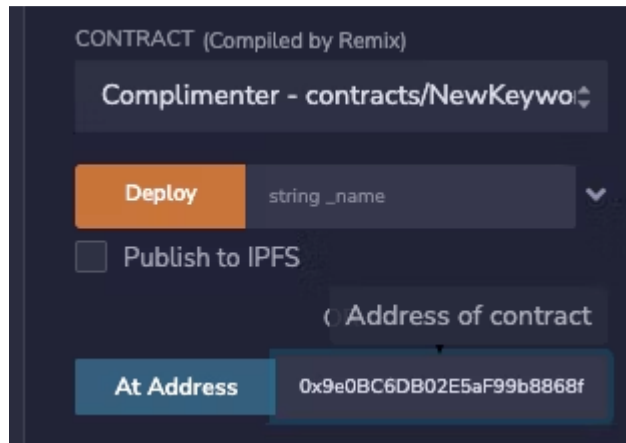 CONTRACT (Compiled by Remix)
Complimenter - contracts/NewKeywo
Deploy string _name
Publish to IPFS
Address of contract
At Address 0x9e0BC6DB02E5aF99b8868f